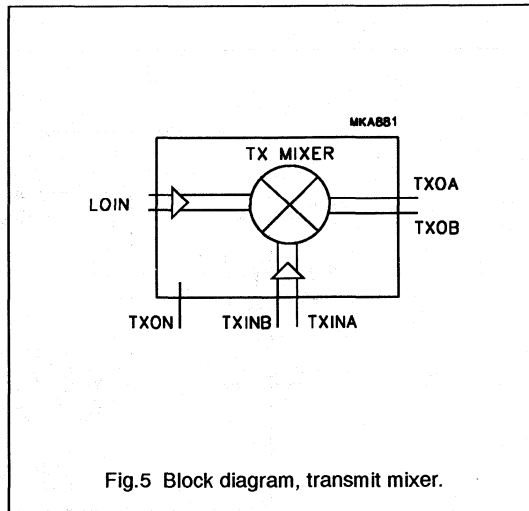 MKA881
TX MIXER
LOIN
TXOA
TXOB
TXON
TXINB
TXINA
Fig.5 Block diagram, transmit mixer.